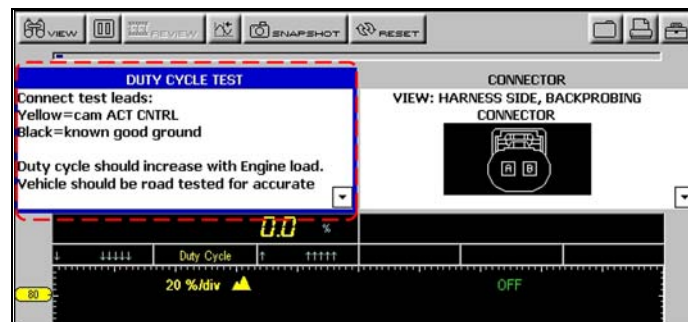 VIEW
REVIEW
SNAPSHOT
RESET
DUTY CYCLE TEST
Connect test leads:
Yellow=cam ACT CNTRL
Black=known good ground
Duty cycle should increase with Engine load.
Vehicle should be road tested for accurate
CONNECTOR
VIEW: HARNESS SIDE, BACKPROBING
CONNECTOR
A B
0.0 %
↓ ↓↓↓↓↓ Duty Cycle ↑ ↑↑↑↑↑
20 %/div OFF
80